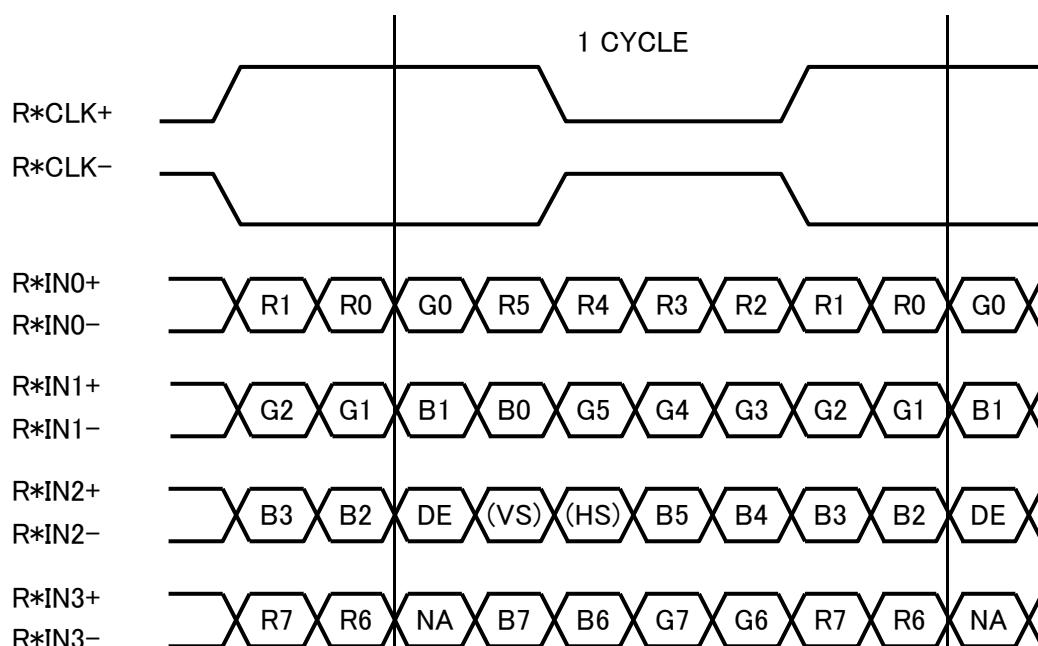 1 CYCLE
R*CLK+
R*CLK-
R*IN0+
R1 R0 G0 R5 R4 R3 R2 R1 R0 G0
R*IN0-
R*IN1+
G2 G1 B1 B0 G5 G4 G3 G2 G1 B1
R*IN1-
R*IN2+
B3 B2 DE (VS) (HS) B5 B4 B3 B2 DE
R*IN2-
R*IN3+
R7 R6 NA B7 B6 G7 G6 R7 R6 NA
R*IN3-